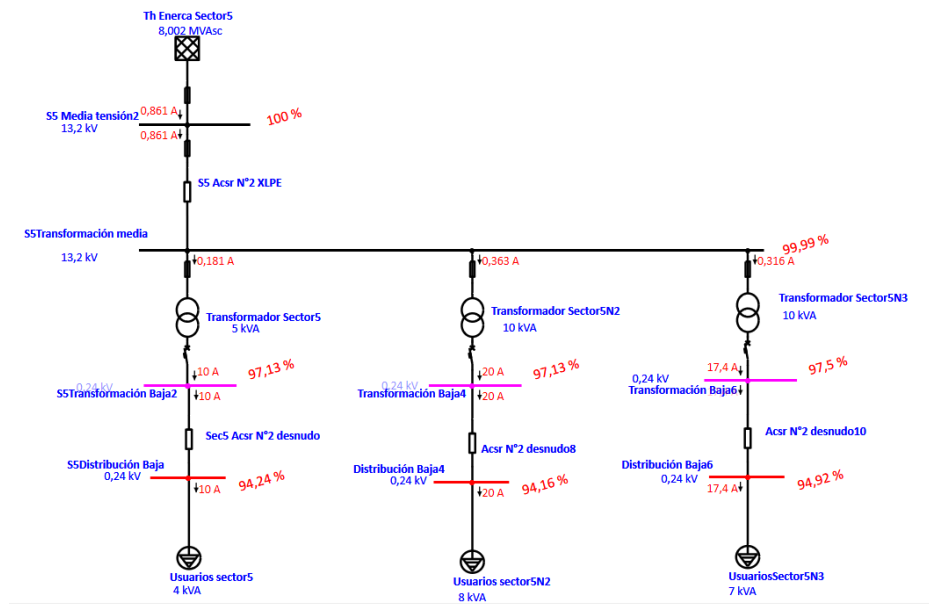 Th Enerca Sector5
8,002 MVAsc
0,861 A
S5 Media tensión2
100 %
13,2 kV
0,861 A
S5 Acsr N°2 XLPE
S5Transformación media
99,99 %
13,2 kV
0,181 A
0,363 A
0,316 A
Transformador Sector5
5 kVA
Transformador Sector5N2
10 kVA
Transformador Sector5N3
10 kVA
10 A
97,13 %
0,24 kV
S5Transformación Baja2
10 A
20 A
97,13 %
0,24 kV
Transformación Baja4
20 A
17,4 A
97,5 %
0,24 kV
Transformación Baja6
Sec5 Acsr N°2 desnudo
Acsr N°2 desnudo8
Acsr N°2 desnudo10
S5Distribución Baja
0,24 kV
94,24 %
10 A
Distribución Baja4
0,24 kV
94,16 %
20 A
Distribución Baja6
0,24 kV
94,92 %
17,4 A
Usuarios sector5
4 kVA
Usuarios sector5N2
8 kVA
UsuariosSector5N3
7 kVA